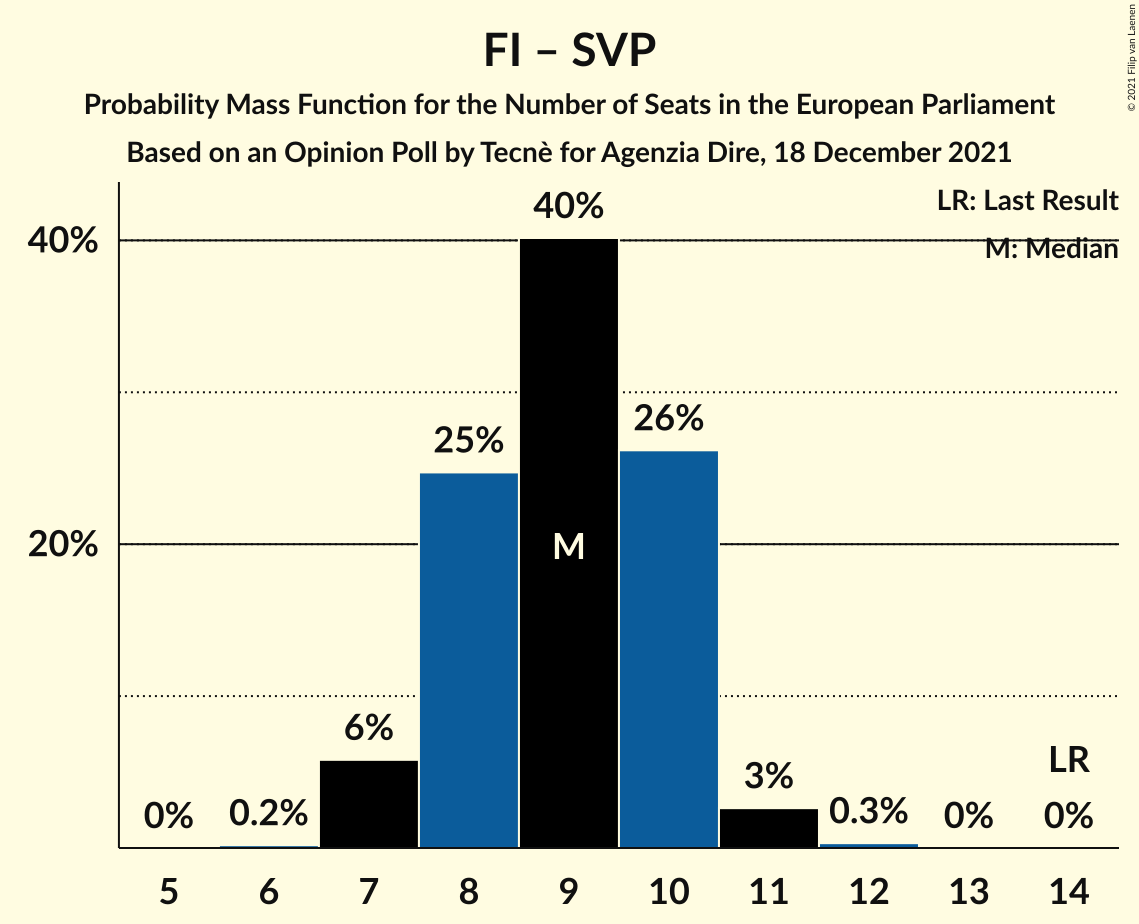 FI – SVP
Probability Mass Function for the Number of Seats in the European Parliament
Based on an Opinion Poll by Tecnè for Agenzia Dire, 18 December 2021
© 2021 Filip van Laenen
LR: Last Result
M: Median
40%
20%
0%
0.2%
6%
25%
40%
26%
3%
0.3%
0%
0%
LR
M
5 6 7 8 9 10 11 12 13 14